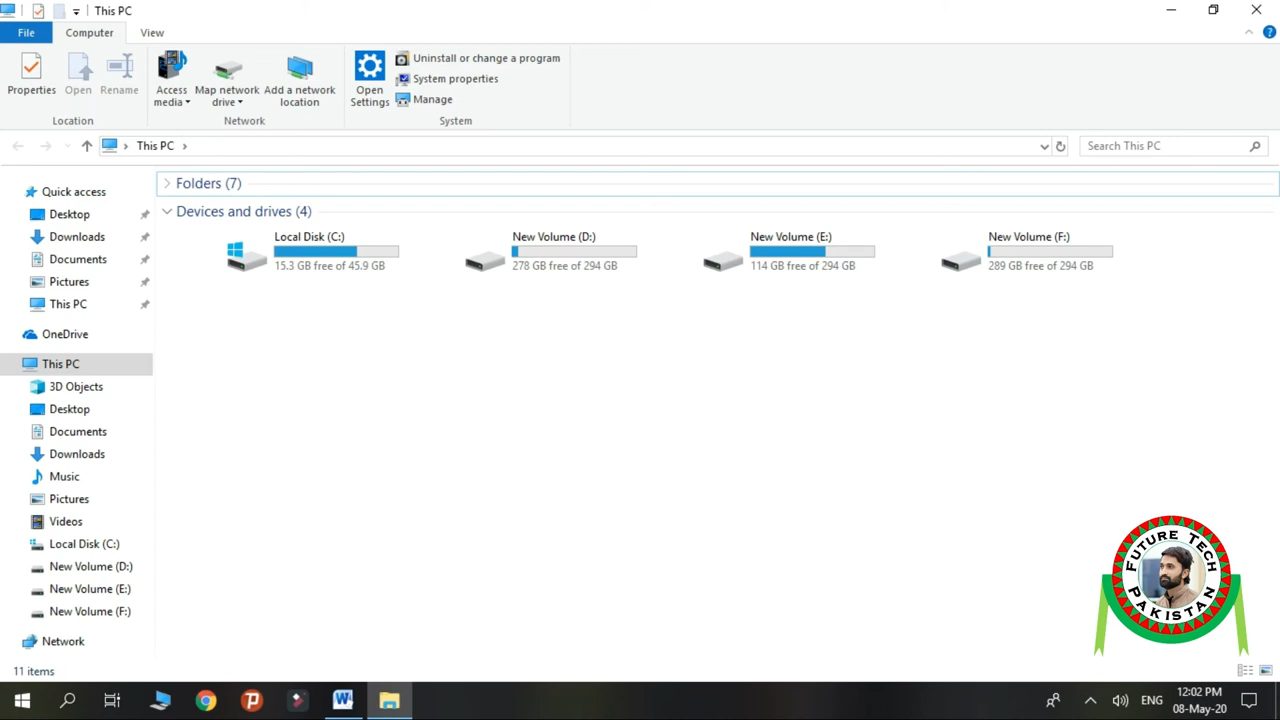 This PC
File
Computer
View
Properties
Open
Rename
Access media
Map network drive
Add a network location
Open Settings
Uninstall or change a program
System properties
Manage
Location
Network
System
This PC
Search This PC
Quick access
Desktop
Downloads
Documents
Pictures
This PC
OneDrive
This PC
3D Objects
Desktop
Documents
Downloads
Music
Pictures
Videos
Local Disk (C:)
New Volume (D:)
New Volume (E:)
New Volume (F:)
Network
Folders (7)
Devices and drives (4)
Local Disk (C:)
15.3 GB free of 45.9 GB
New Volume (D:)
278 GB free of 294 GB
New Volume (E:)
114 GB free of 294 GB
New Volume (F:)
289 GB free of 294 GB
FUTURE TECH
PAKISTAN
11 items
ENG
12:02 PM
08-May-20